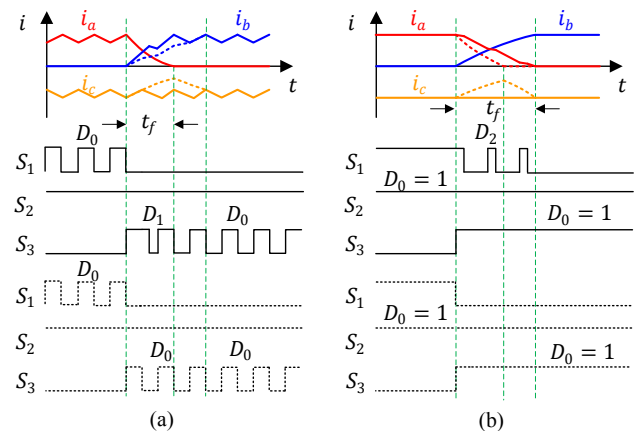 i
i_a
i_b
i_c
t
t_f
D_0
S_1
S_2
D_1
D_0
S_3
D_0
S_1
S_2
D_0
D_0
S_3
(a)
i
i_a
i_b
i_c
t
t_f
D_2
S_1
D_0 = 1
S_2
D_0 = 1
S_3
S_1
D_0 = 1
S_2
D_0 = 1
S_3
(b)